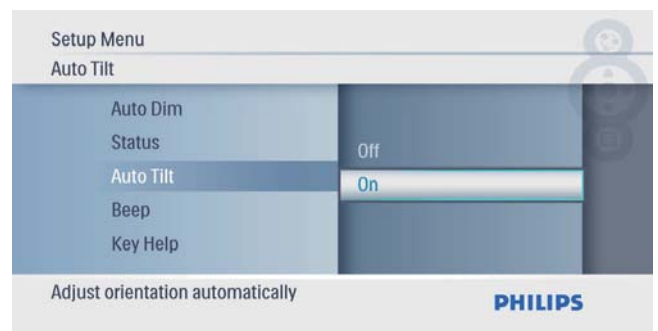 Setup Menu
Auto Tilt
Auto Dim
Status
Auto Tilt
Beep
Key Help
Off
On
Adjust orientation automatically
PHILIPS